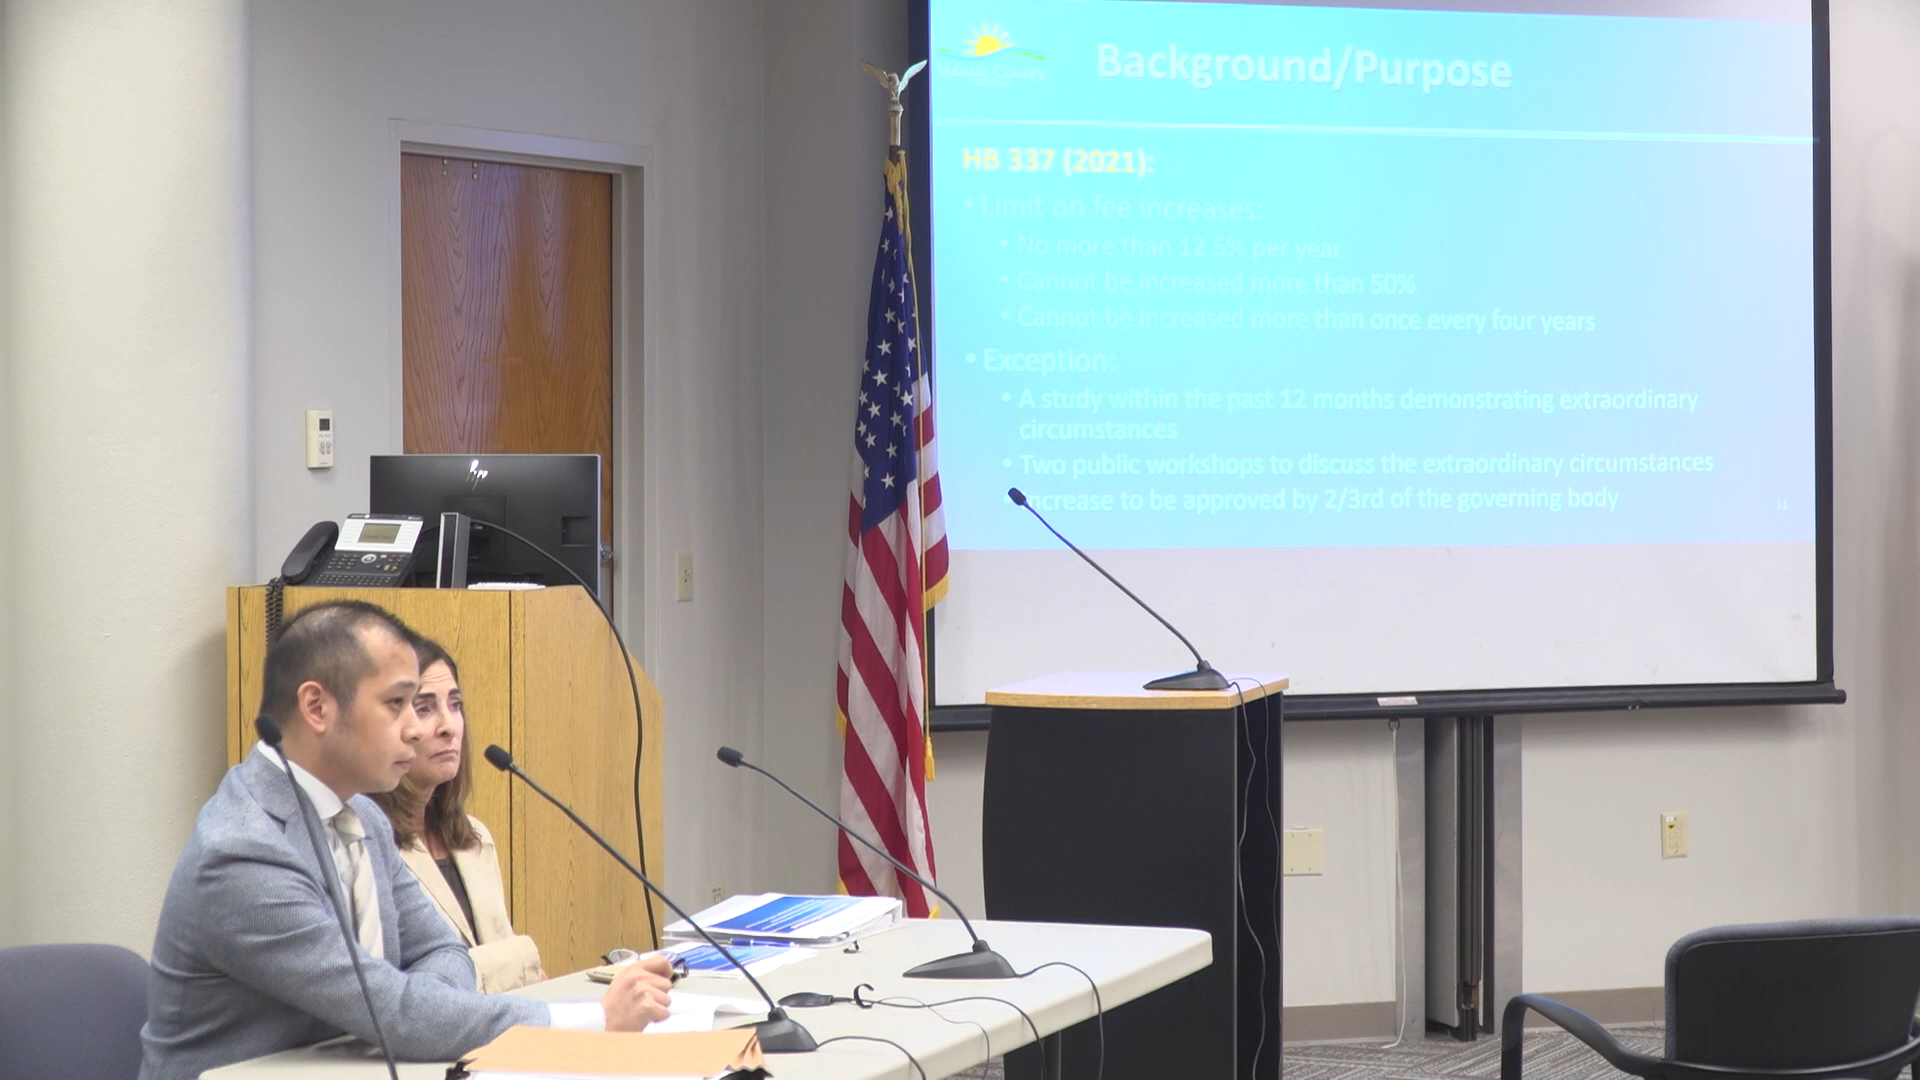 Background/Purpose
HB 337 (2021):
• Limit on fee increases:
• No more than 12.5% per year
• Cannot be increased more than 50%
• Cannot be increased more than once every four years
• Exception:
• A study within the past 12 months demonstrating extraordinary
circumstances
• Two public workshops to discuss the extraordinary circumstances
increase to be approved by 2/3rd of the governing body
11
hp